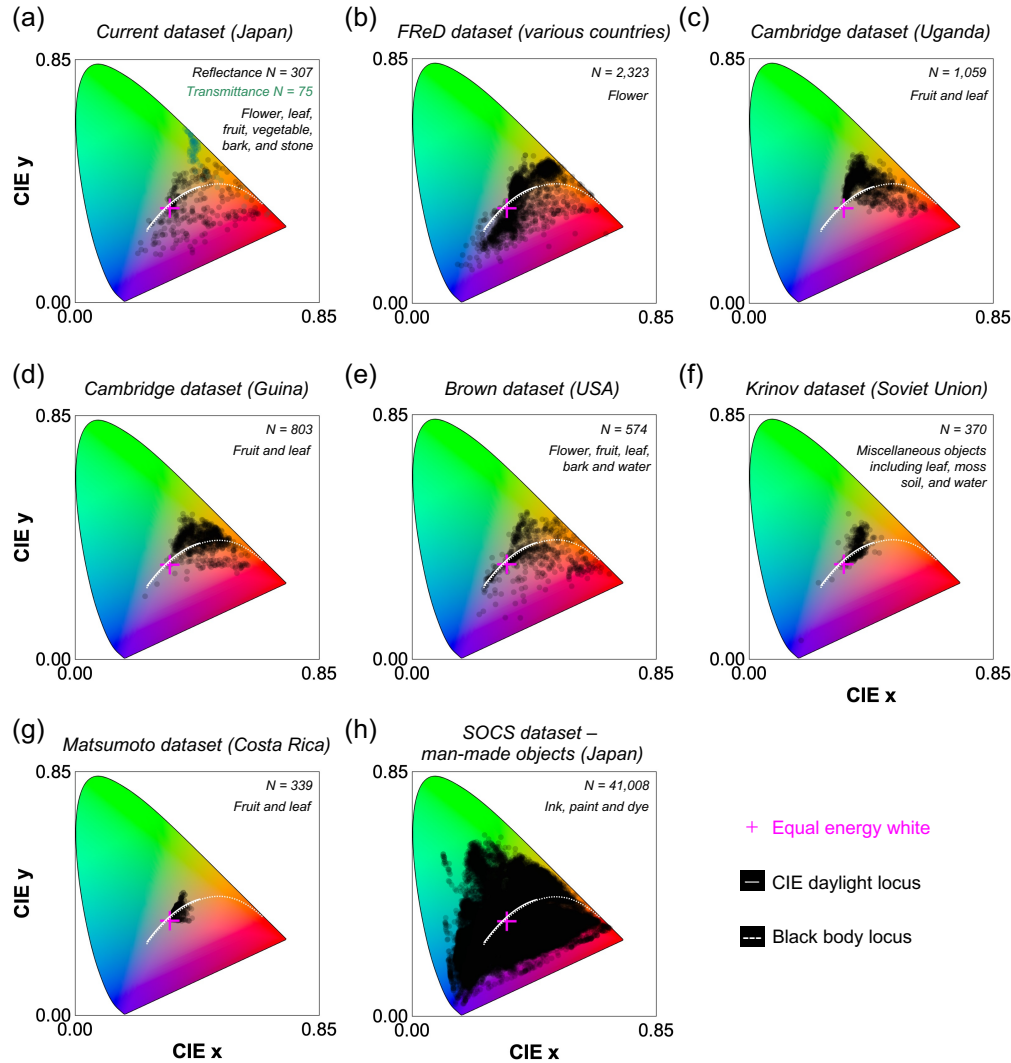 (a)
Current dataset (Japan)
0.85
Reflectance N = 307
Transmittance N = 75
Flower, leaf,
fruit, vegetable,
bark, and stone
CIE y
0.00
0.00
0.85
(b)
FReD dataset (various countries)
0.85
N = 2,323
Flower
0.00
0.00
0.85
(c)
Cambridge dataset (Uganda)
0.85
N = 1,059
Fruit and leaf
0.00
0.00
0.85
(d)
Cambridge dataset (Guina)
0.85
N = 803
Fruit and leaf
CIE y
0.00
0.00
0.85
(e)
Brown dataset (USA)
0.85
N = 574
Flower, fruit, leaf,
bark and water
0.00
0.00
0.85
(f)
Krinov dataset (Soviet Union)
0.85
N = 370
Miscellaneous objects
including leaf, moss
soil, and water
0.00
0.00
0.85
CIE x
(g)
Matsumoto dataset (Costa Rica)
0.85
N = 339
Fruit and leaf
CIE y
0.00
0.00
0.85
CIE x
(h)
SOCS dataset –
man-made objects (Japan)
0.85
N = 41,008
Ink, paint and dye
0.00
0.00
0.85
CIE x
Equal energy white
CIE daylight locus
Black body locus